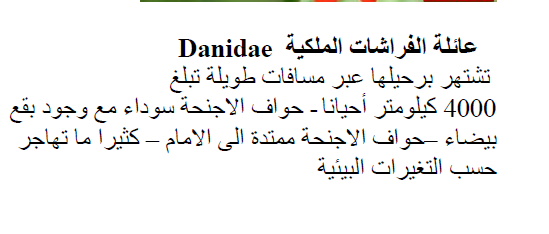 عائلة الفراشات الملكية Danidae
تشتهر برحيلها عبر مسافات طويلة تبلغ
4000 كيلومتر أحيانا - حواف الاجنحة سوداء مع وجود بقع
بيضاء –حواف الاجنحة ممتدة الى الامام – كثيرا ما تهاجر
حسب التغيرات البيئية